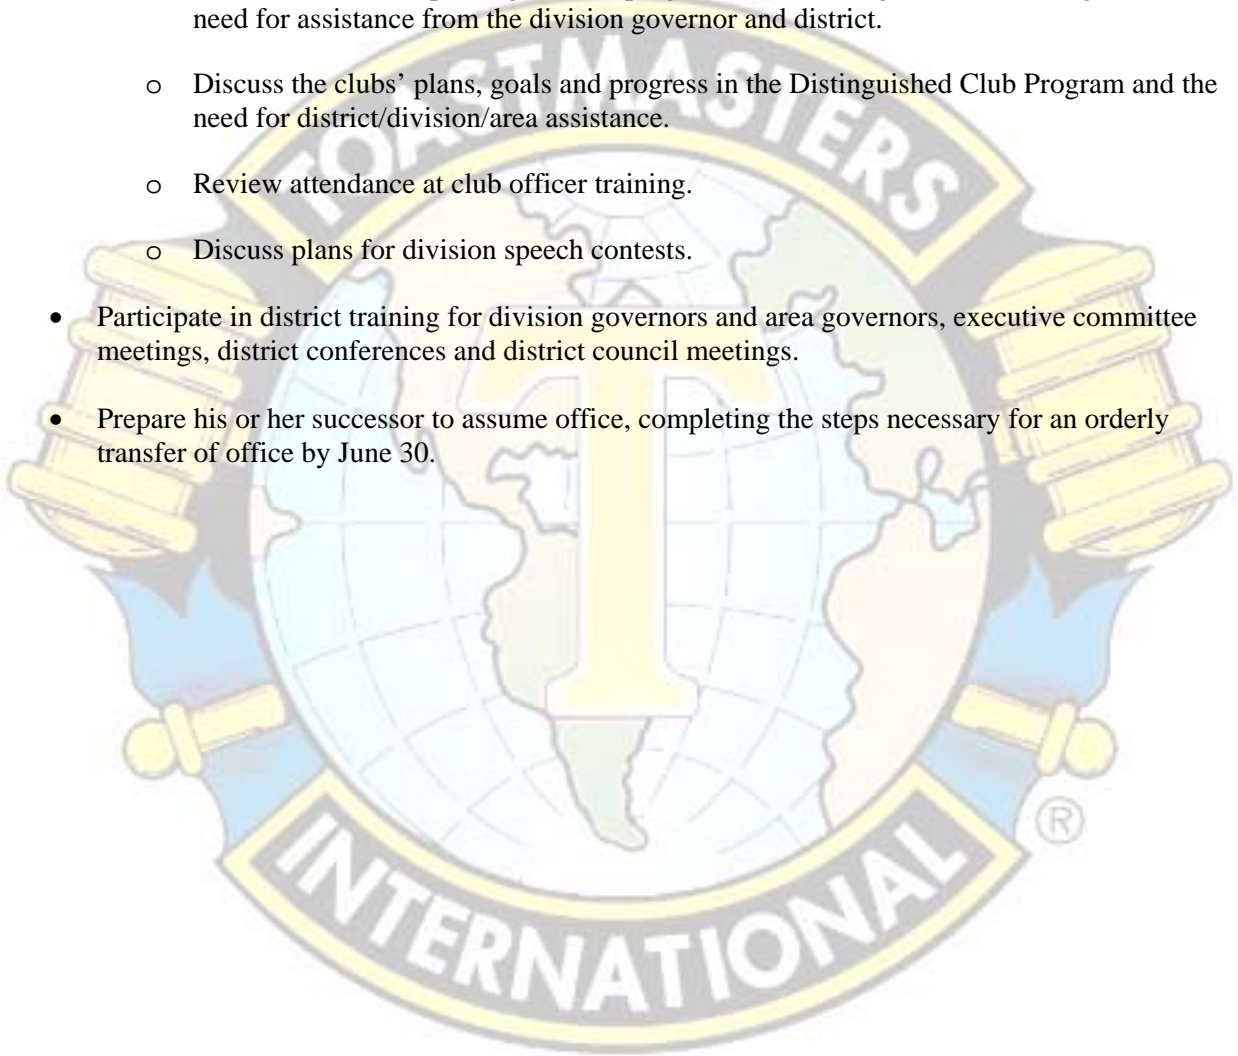 need for assistance from the division governor and district.
o Discuss the clubs’ plans, goals and progress in the Distinguished Club Program and the
need for district/division/area assistance.
o Review attendance at club officer training.
o Discuss plans for division speech contests.
• Participate in district training for division governors and area governors, executive committee
meetings, district conferences and district council meetings.
• Prepare his or her successor to assume office, completing the steps necessary for an orderly
transfer of office by June 30.
TOASTMASTERS
T
INTERNATIONAL
®